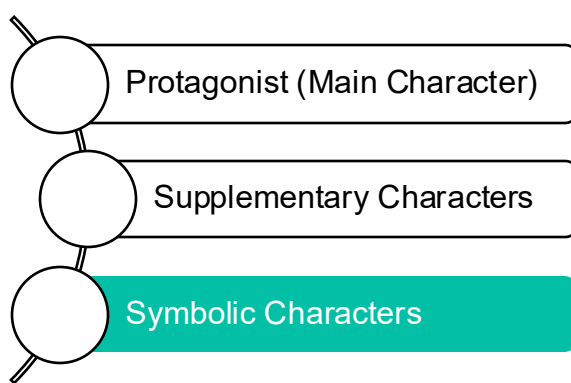 Protagonist (Main Character)
Supplementary Characters
Symbolic Characters